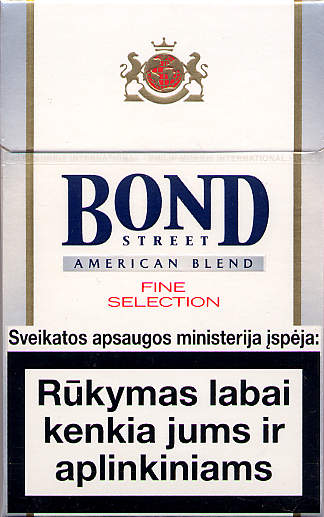 BOND
STREET
AMERICAN BLEND
FINE
SELECTION
Sveikatos apsaugos ministerija įspėja:
Rūkymas labai
kenkia jums ir
aplinkiniams